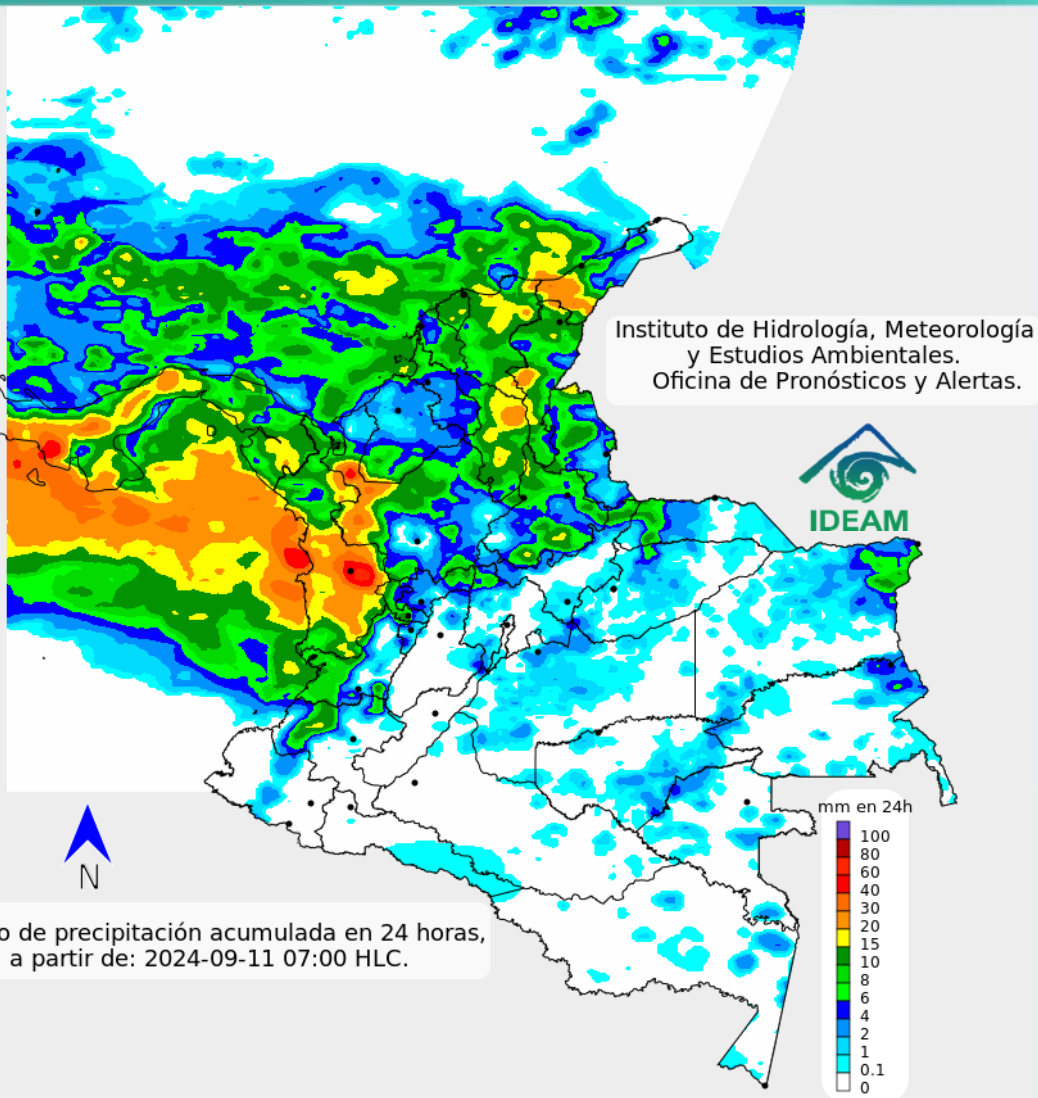 Instituto de Hidrología, Meteorología
y Estudios Ambientales.
Oficina de Pronósticos y Alertas.
IDEAM
mm en 24h
100
80
60
40
30
20
15
10
8
6
4
2
1
0.1
0
N
o de precipitación acumulada en 24 horas,
a partir de: 2024-09-11 07:00 HLC.